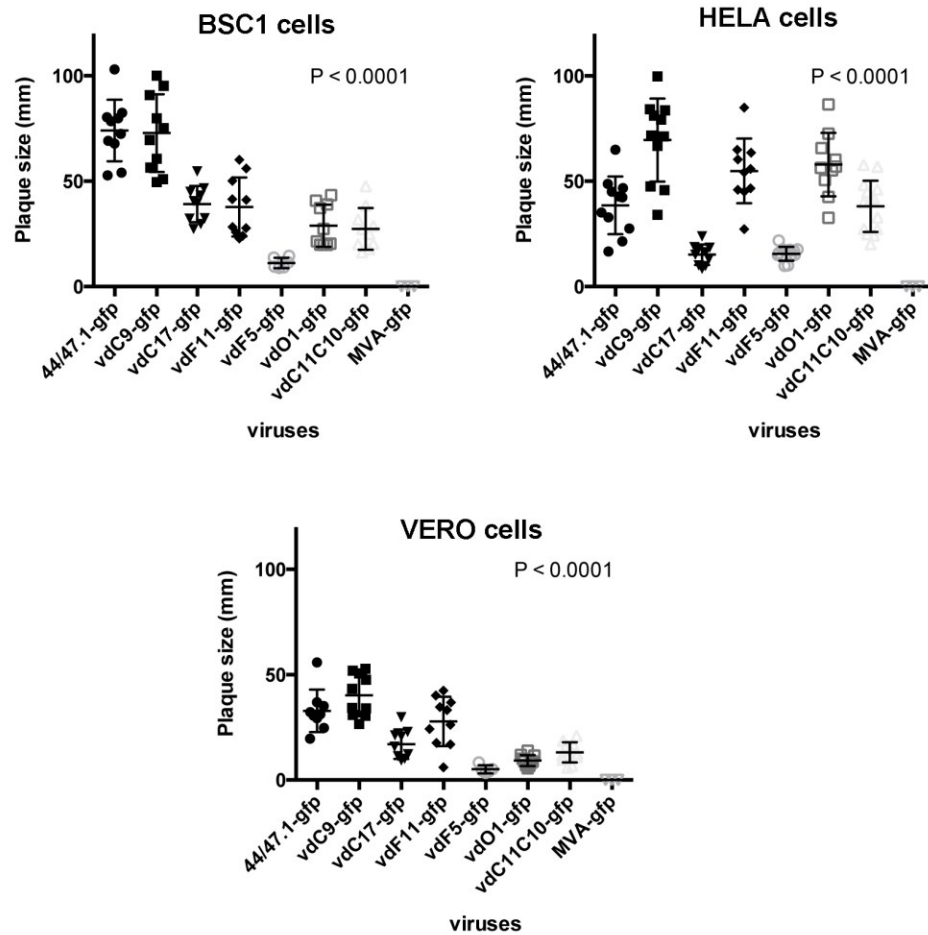 BSC1 cells
P < 0.0001
Plaque size (mm)
100
50
0
44/47.1-gfp
vdC9-gfp
vdC17-gfp
vdF11-gfp
vdF5-gfp
vdO1-gfp
vdC11C10-gfp
MVA-gfp
viruses
HELA cells
P < 0.0001
Plaque size (mm)
100
50
0
44/47.1-gfp
vdC9-gfp
vdC17-gfp
vdF11-gfp
vdF5-gfp
vdO1-gfp
vdC11C10-gfp
MVA-gfp
viruses
VERO cells
P < 0.0001
Plaque size (mm)
100
50
0
44/47.1-gfp
vdC9-gfp
vdC17-gfp
vdF11-gfp
vdF5-gfp
vdO1-gfp
vdC11C10-gfp
MVA-gfp
viruses